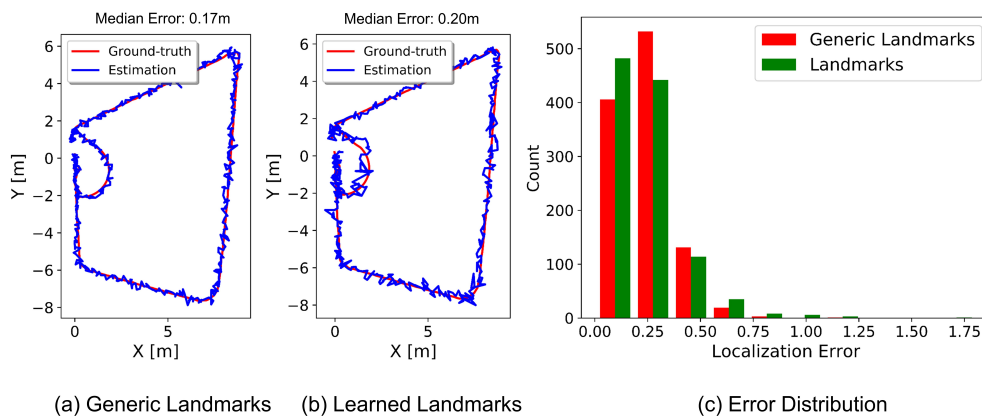 Median Error: 0.17m
Ground-truth
Estimation
6
4
2
0
−2
−4
−6
−8
Y [m]
0
5
X [m]
(a) Generic Landmarks
Median Error: 0.20m
Ground-truth
Estimation
6
4
2
0
−2
−4
−6
−8
Y [m]
0
5
X [m]
(b) Learned Landmarks
Generic Landmarks
Landmarks
500
400
300
200
100
0
Count
0.00 0.25 0.50 0.75 1.00 1.25 1.50 1.75
Localization Error
(c) Error Distribution